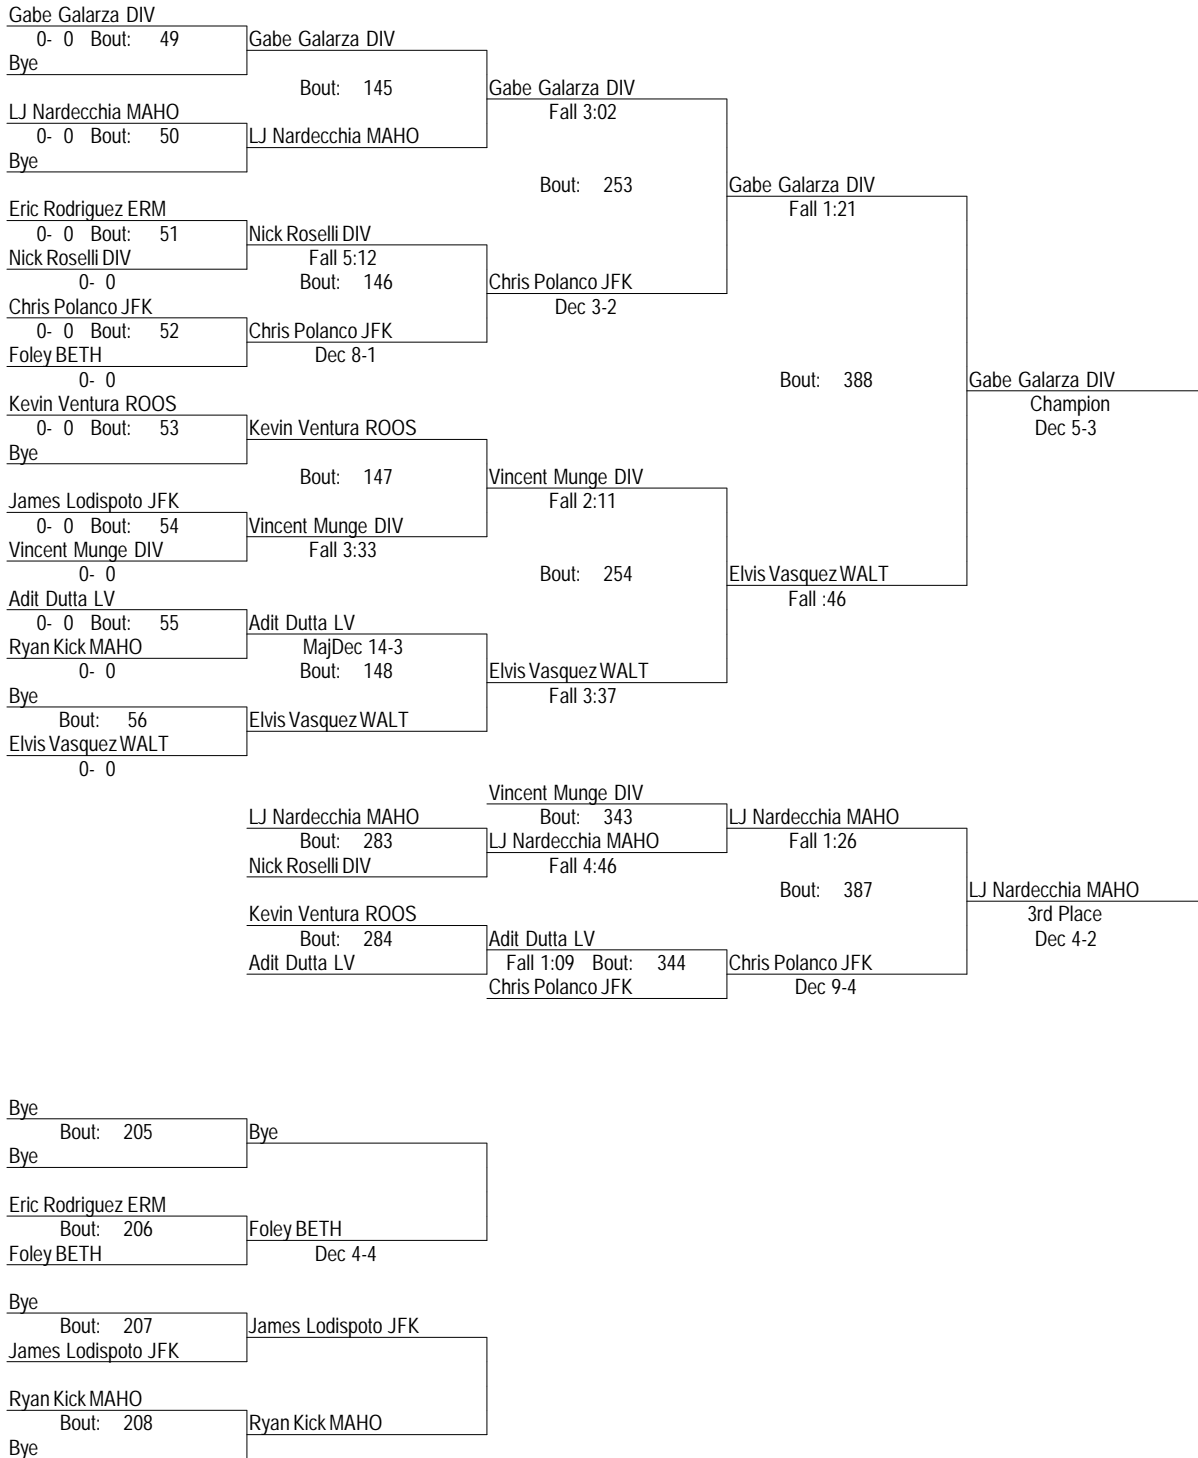 Gabe Galarza DIV
0- 0 Bout: 49 Gabe Galarza DIV
Bye
Bout: 145 Gabe Galarza DIV
LJ Nardecchia MAHO Fall 3:02
0- 0 Bout: 50 LJ Nardecchia MAHO
Bye
Bout: 253 Gabe Galarza DIV
Eric Rodriguez ERM Fall 1:21
0- 0 Bout: 51 Nick Roselli DIV
Nick Roselli DIV Fall 5:12
0- 0 Bout: 146 Chris Polanco JFK
Chris Polanco JFK Dec 3-2
0- 0 Bout: 52 Chris Polanco JFK
Foley BETH Dec 8-1
0- 0 Bout: 388 Gabe Galarza DIV
Kevin Ventura ROOS Champion
0- 0 Bout: 53 Kevin Ventura ROOS Dec 5-3
Bye
Bout: 147 Vincent Munge DIV
James Lodispoto JFK Fall 2:11
0- 0 Bout: 54 Vincent Munge DIV
Vincent Munge DIV Fall 3:33
0- 0 Bout: 254 Elvis Vasquez WALT
Adit Dutta LV Fall :46
0- 0 Bout: 55 Adit Dutta LV
Ryan Kick MAHO MajDec 14-3
0- 0 Bout: 148 Elvis Vasquez WALT
Bye Fall 3:37
Bout: 56 Elvis Vasquez WALT
Elvis Vasquez WALT
0- 0
Vincent Munge DIV
LJ Nardecchia MAHO Bout: 343 LJ Nardecchia MAHO
Bout: 283 LJ Nardecchia MAHO Fall 1:26
Nick Roselli DIV Fall 4:46
Bout: 387 LJ Nardecchia MAHO
Kevin Ventura ROOS 3rd Place
Bout: 284 Adit Dutta LV Dec 4-2
Adit Dutta LV Fall 1:09 Bout: 344 Chris Polanco JFK
Chris Polanco JFK Dec 9-4
Bye
Bout: 205 Bye
Bye
Eric Rodriguez ERM
Bout: 206 Foley BETH
Foley BETH Dec 4-4
Bye
Bout: 207 James Lodispoto JFK
James Lodispoto JFK
Ryan Kick MAHO
Bout: 208 Ryan Kick MAHO
Bye